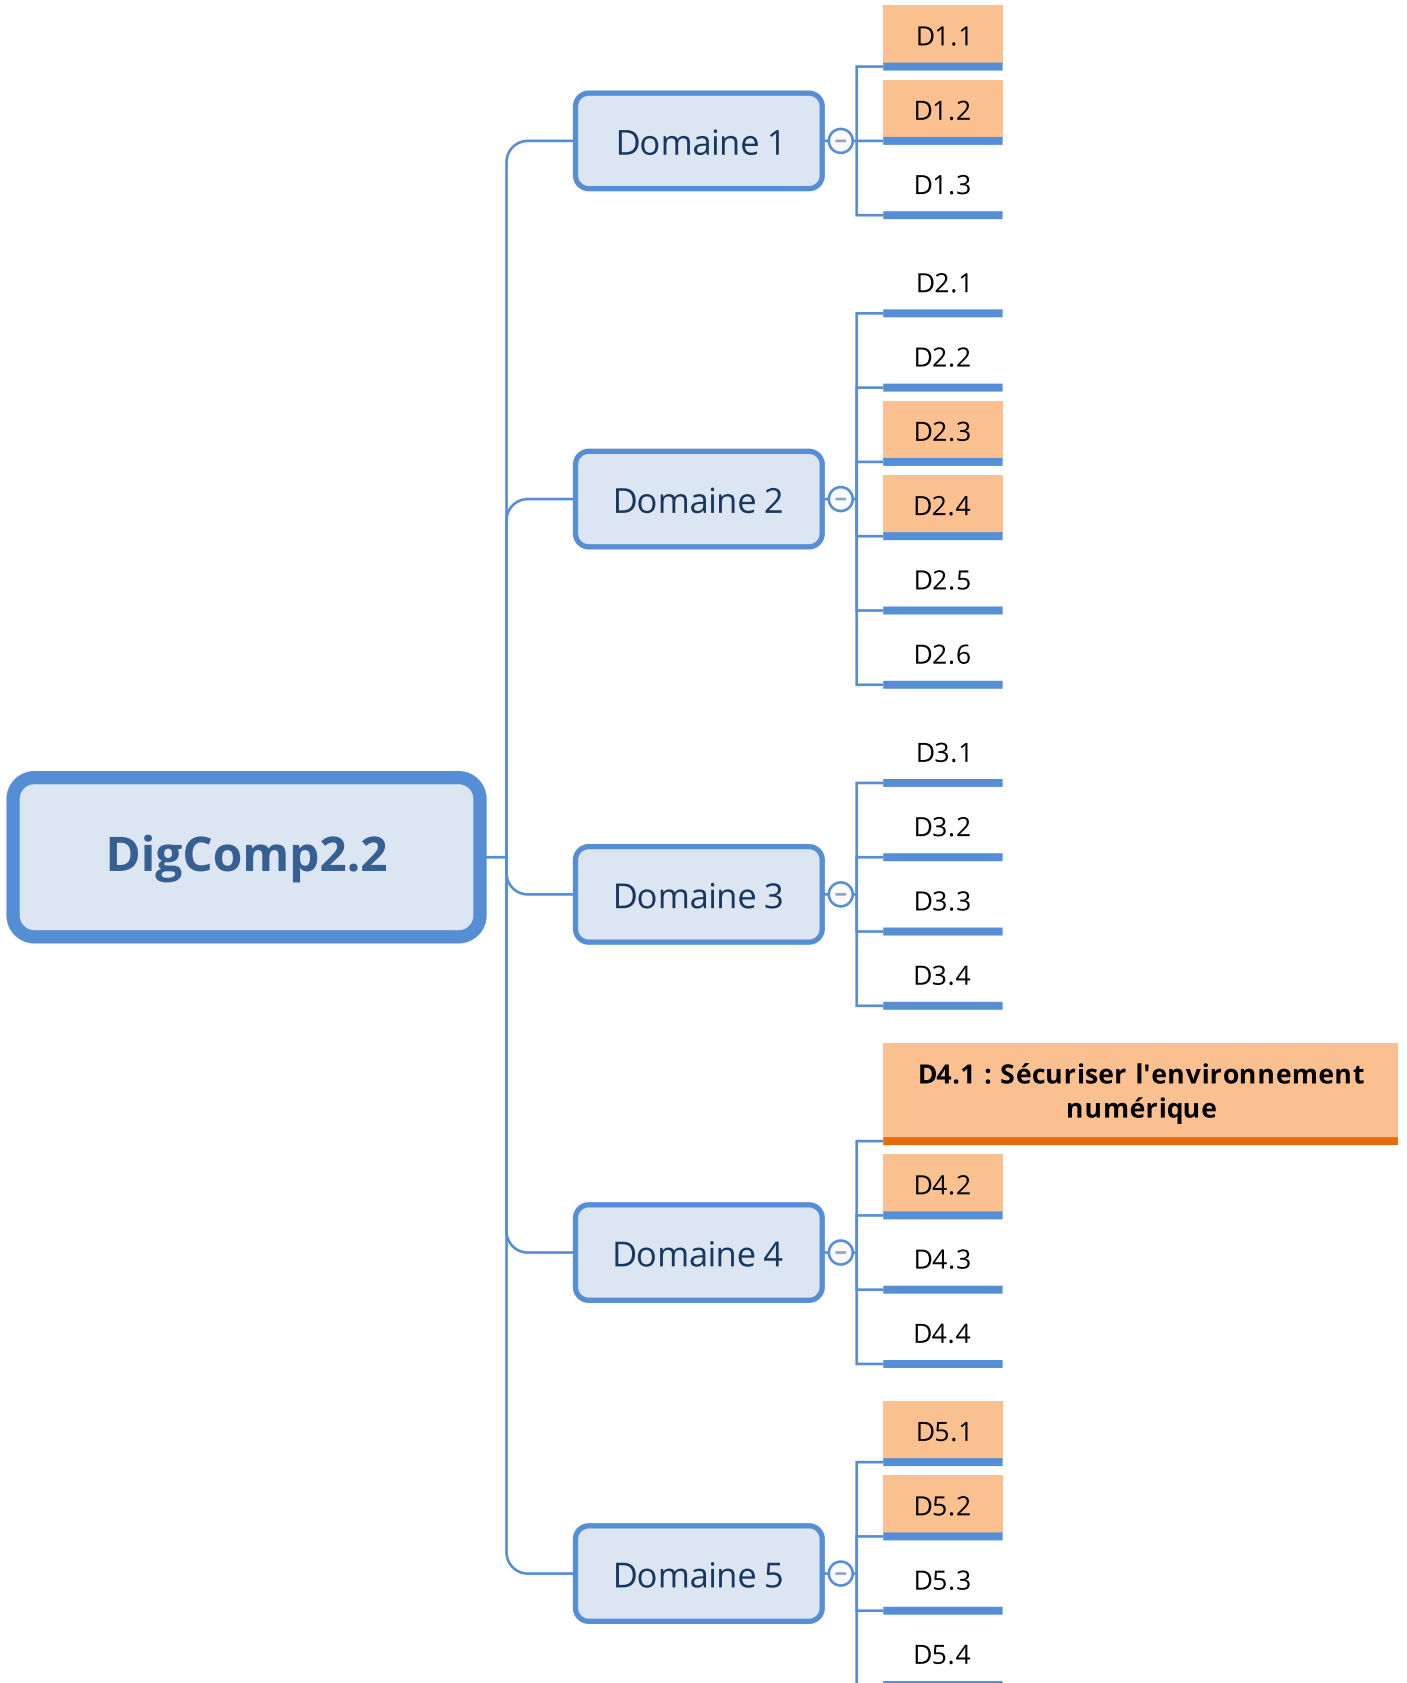 DigComp2.2
Domaine 1
D1.1
D1.2
D1.3
Domaine 2
D2.1
D2.2
D2.3
D2.4
D2.5
D2.6
Domaine 3
D3.1
D3.2
D3.3
D3.4
Domaine 4
D4.1 : Sécuriser l'environnement
numérique
D4.2
D4.3
D4.4
Domaine 5
D5.1
D5.2
D5.3
D5.4